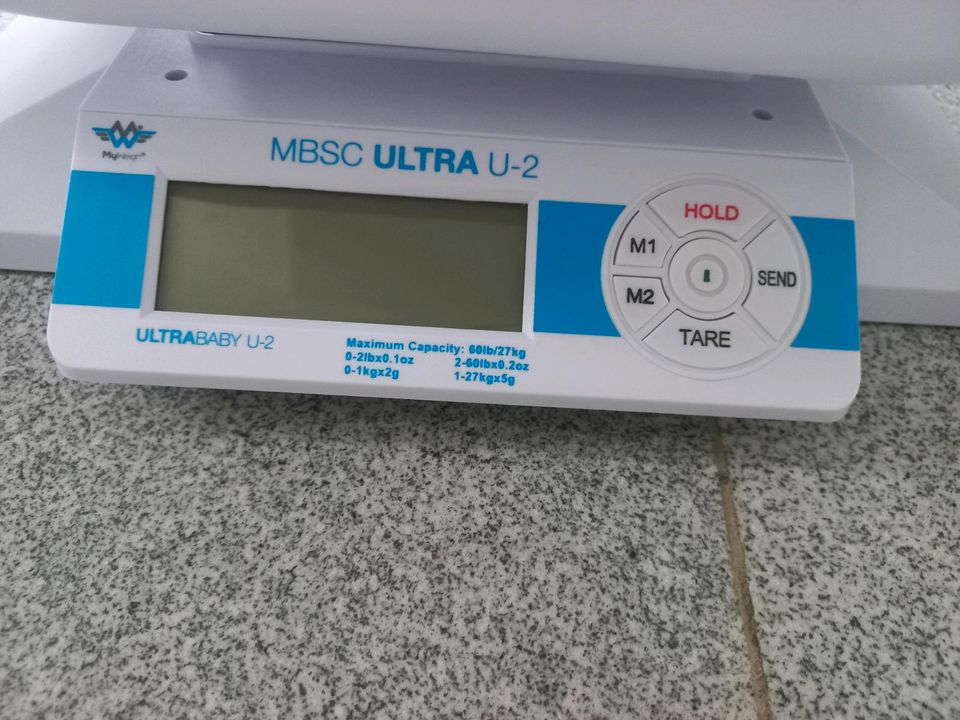 MyWeigh®
MBSC ULTRA U-2
HOLD
M1
M2
SEND
TARE
ULTRABABY U-2
Maximum Capacity: 60lb/27kg
0-2lbx0.1oz 2-60lbx0.2oz
0-1kgx2g 1-27kgx5g